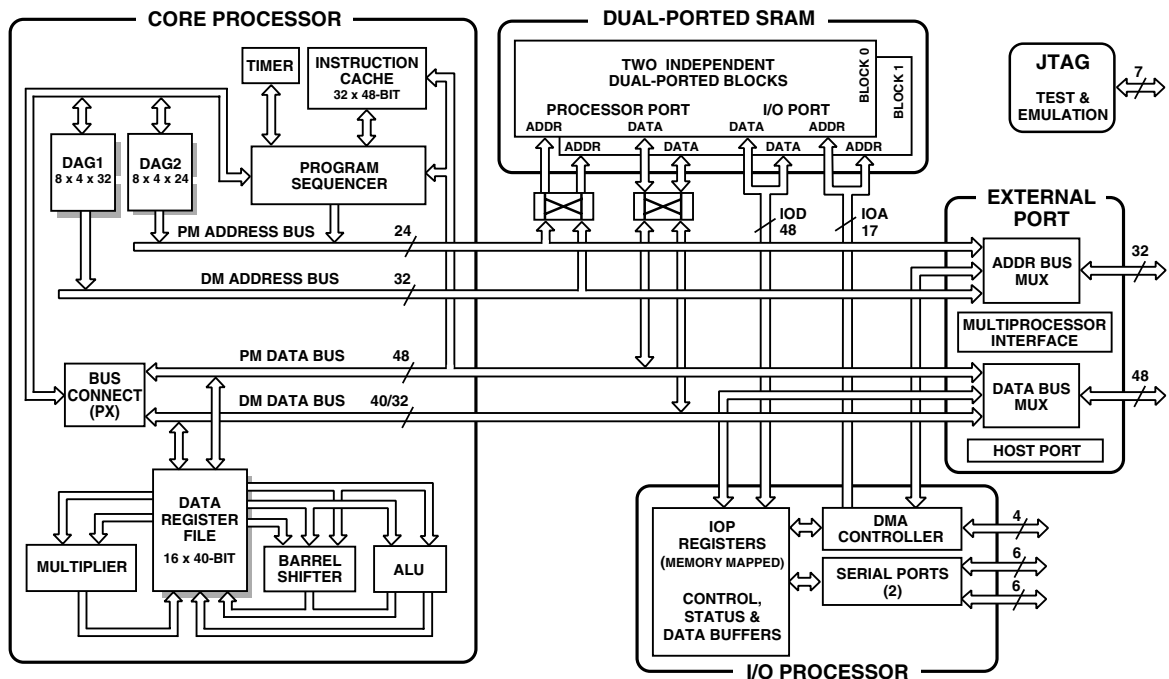 CORE PROCESSOR
TIMER
INSTRUCTION
CACHE
32 x 48-BIT
DAG1
8 x 4 x 32
DAG2
8 x 4 x 24
PROGRAM
SEQUENCER
PM ADDRESS BUS
24
DM ADDRESS BUS
32
PM DATA BUS
48
BUS
CONNECT
(PX)
DM DATA BUS
40/32
DATA
REGISTER
FILE
16 x 40-BIT
MULTIPLIER
BARREL
SHIFTER
ALU
DUAL-PORTED SRAM
TWO INDEPENDENT
DUAL-PORTED BLOCKS
BLOCK 0
BLOCK 1
PROCESSOR PORT
I/O PORT
ADDR
DATA
DATA
ADDR
ADDR
DATA
DATA
ADDR
IOD
48
IOA
17
JTAG
TEST &
EMULATION
7
EXTERNAL
PORT
ADDR BUS
MUX
32
MULTIPROCESSOR
INTERFACE
DATA BUS
MUX
48
HOST PORT
IOP
REGISTERS
(MEMORY MAPPED)
CONTROL,
STATUS &
DATA BUFFERS
DMA
CONTROLLER
4
SERIAL PORTS
(2)
6
6
I/O PROCESSOR